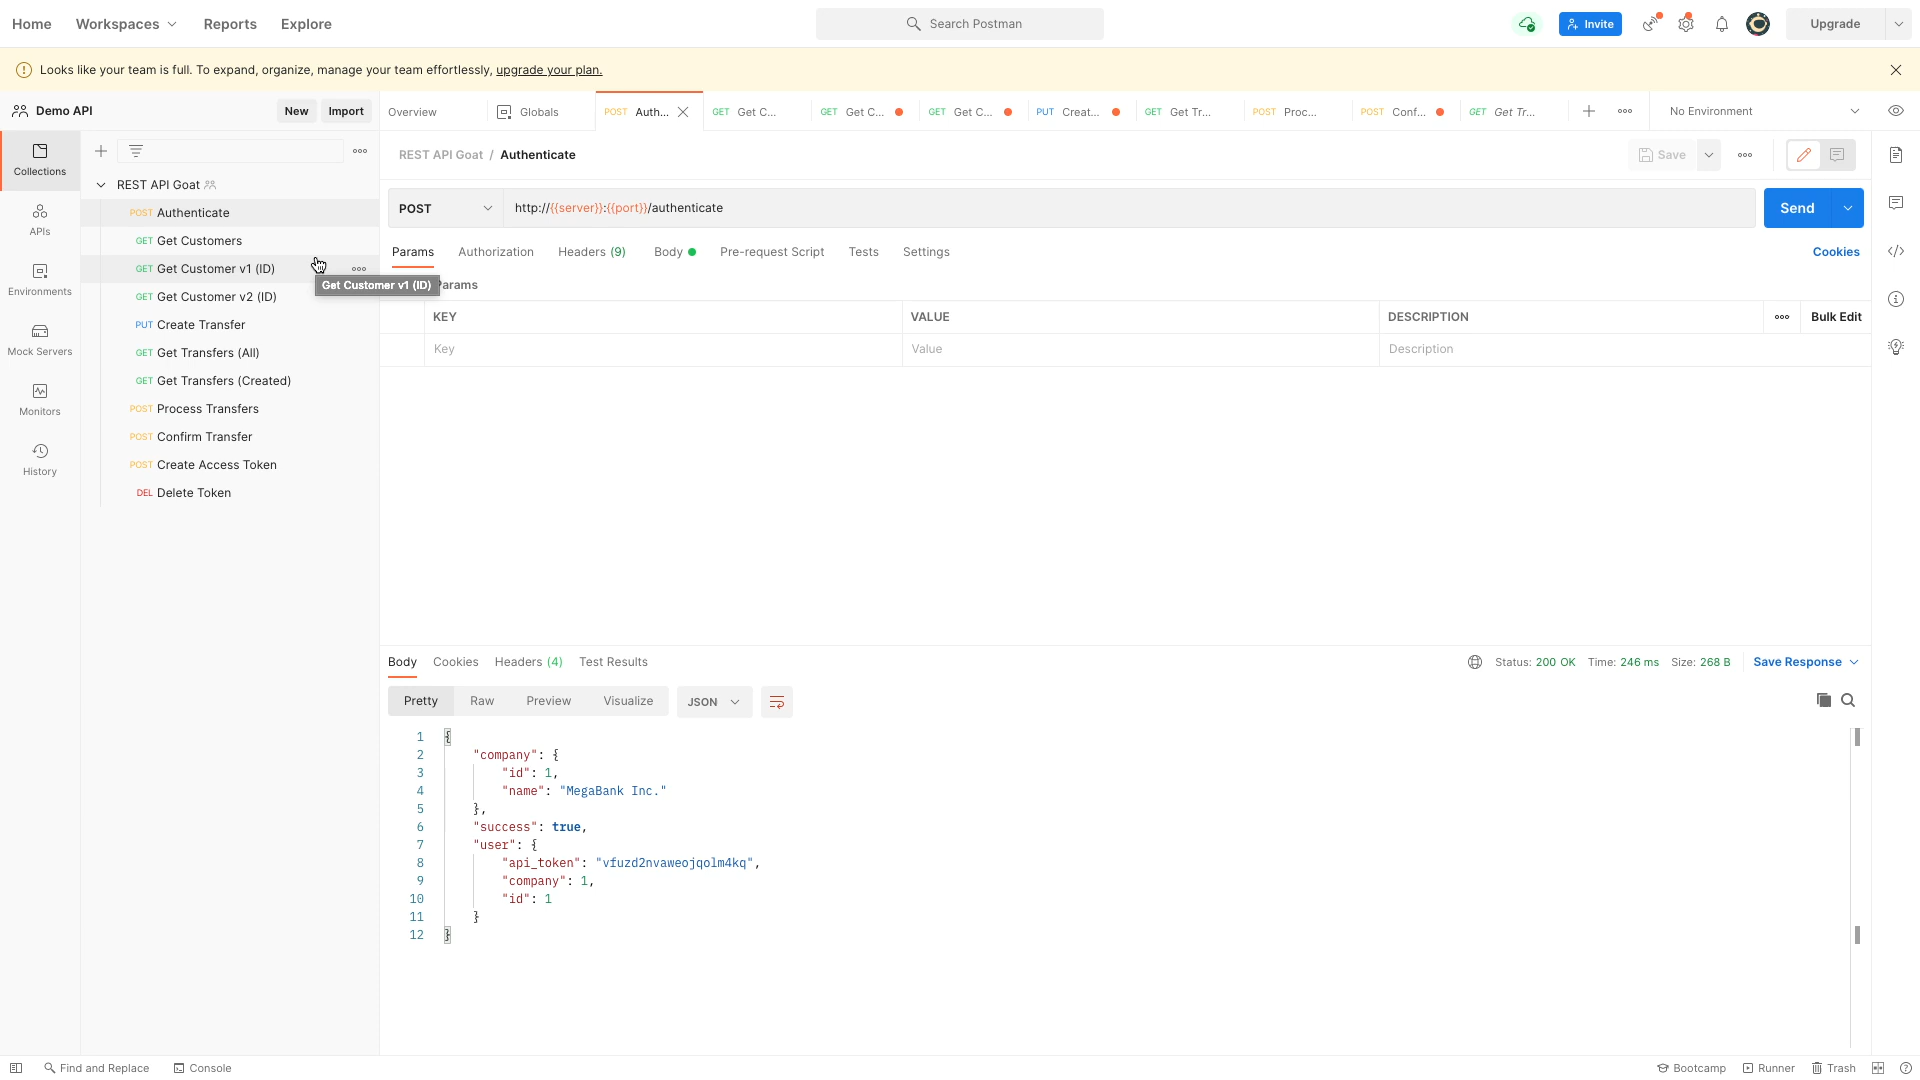 Home Workspaces Reports Explore Search Postman Invite Upgrade
Looks like your team is full. To expand, organize, manage your team effortlessly, upgrade your plan.
Demo API New Import
Overview Globals POST Auth... GET Get C... GET Get C... GET Get C... PUT Creat... GET Get Tr... POST Proc... POST Conf... GET Get Tr... No Environment
Collections
APIs
Environments
Mock Servers
Monitors
History
REST API Goat
POST Authenticate
GET Get Customers
GET Get Customer v1 (ID)
GET Get Customer v2 (ID)
PUT Create Transfer
GET Get Transfers (All)
GET Get Transfers (Created)
POST Process Transfers
POST Confirm Transfer
POST Create Access Token
DEL Delete Token
Get Customer v1 (ID)
REST API Goat / Authenticate Save
POST http://{{server}}:{{port}}/authenticate Send
Params Authorization Headers (9) Body Pre-request Script Tests Settings Cookies
Params
KEY VALUE DESCRIPTION Bulk Edit
Key Value Description
Body Cookies Headers (4) Test Results Status: 200 OK Time: 246 ms Size: 268 B Save Response
Pretty Raw Preview Visualize JSON
1 {
2 "company": {
3 "id": 1,
4 "name": "MegaBank Inc."
5 },
6 "success": true,
7 "user": {
8 "api_token": "vfuzd2nvaweojqolm4kq",
9 "company": 1,
10 "id": 1
11 }
12 }
Find and Replace Console Bootcamp Runner Trash